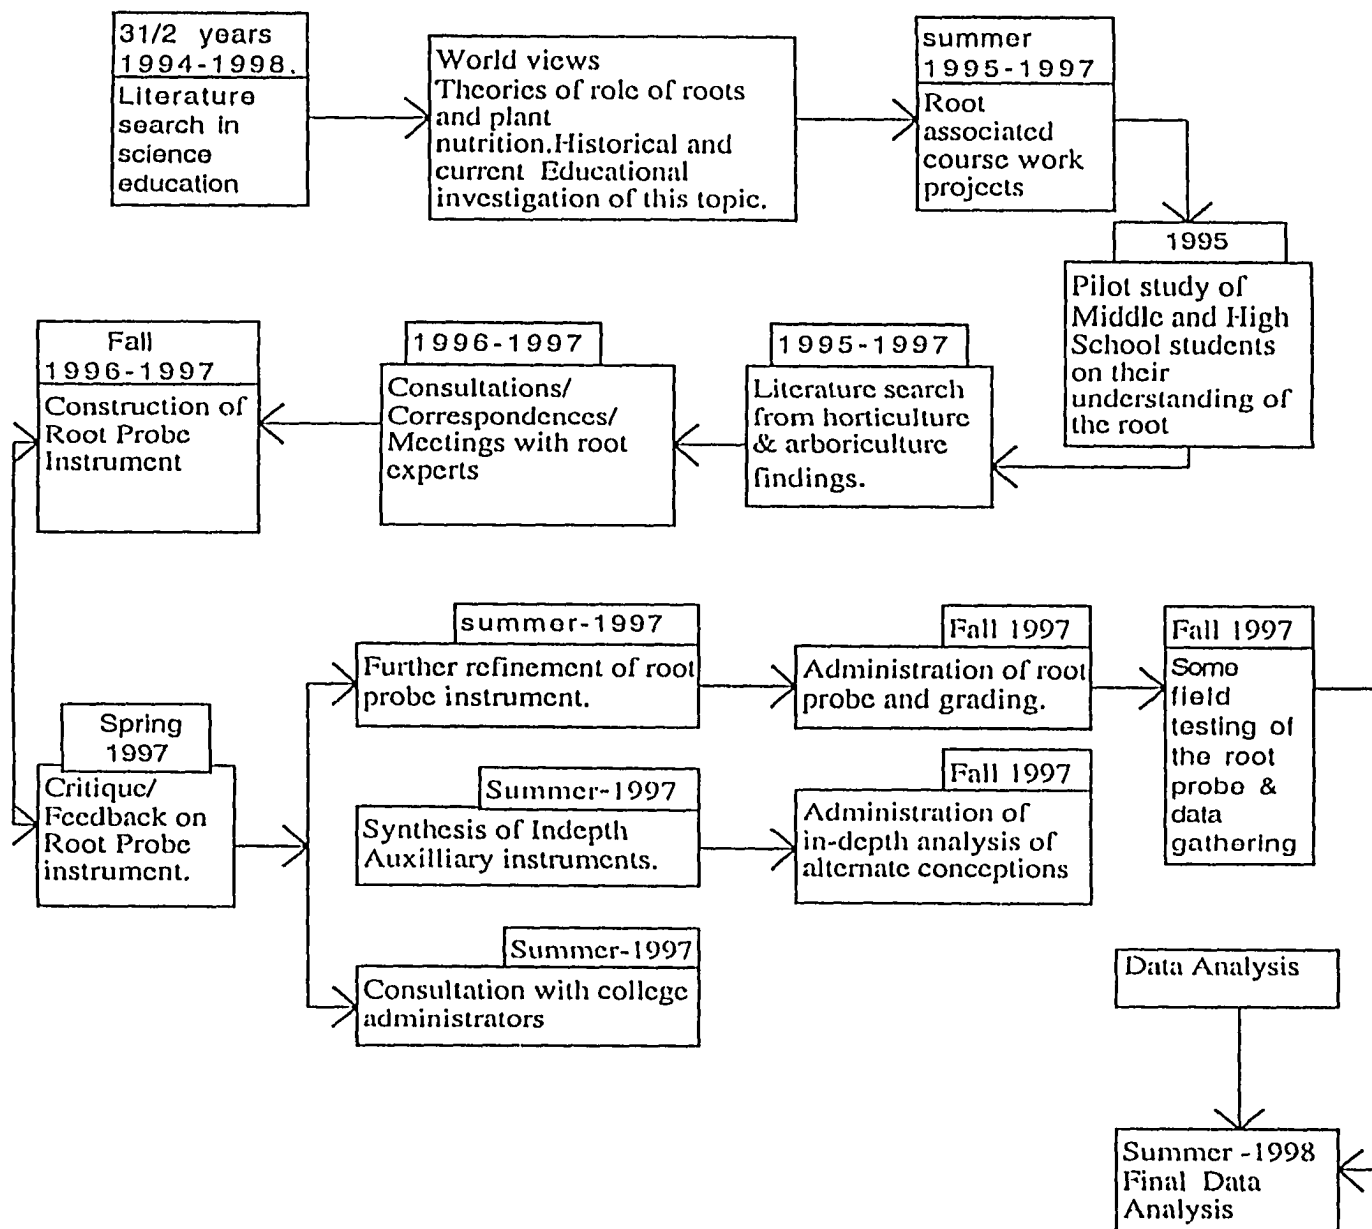 31/2 years
1994-1998.
Literature
search in
science
education
World views
Theories of role of roots
and plant
nutrition.Historical and
current Educational
investigation of this topic.
summer
1995-1997
Root
associated
course work
projects
1995
Pilot study of
Middle and High
School students
on their
understanding of
the root
1995-1997
Literature search
from horticulture
& arboriculture
findings.
1996-1997
Consultations/
Correspondences/
Meetings with root
experts
Fall
1996-1997
Construction of
Root Probe
Instrument
Spring
1997
Critique/
Feedback on
Root Probe
instrument.
summer-1997
Further refinement of root
probe instrument.
Fall 1997
Administration of root
probe and grading.
Fall 1997
Some
field
testing of
the root
probe &
data
gathering
Summer-1997
Synthesis of Indepth
Auxilliary instruments.
Fall 1997
Administration of
in-depth analysis of
alternate conceptions
Summer-1997
Consultation with college
administrators
Data Analysis
Summer -1998
Final Data
Analysis